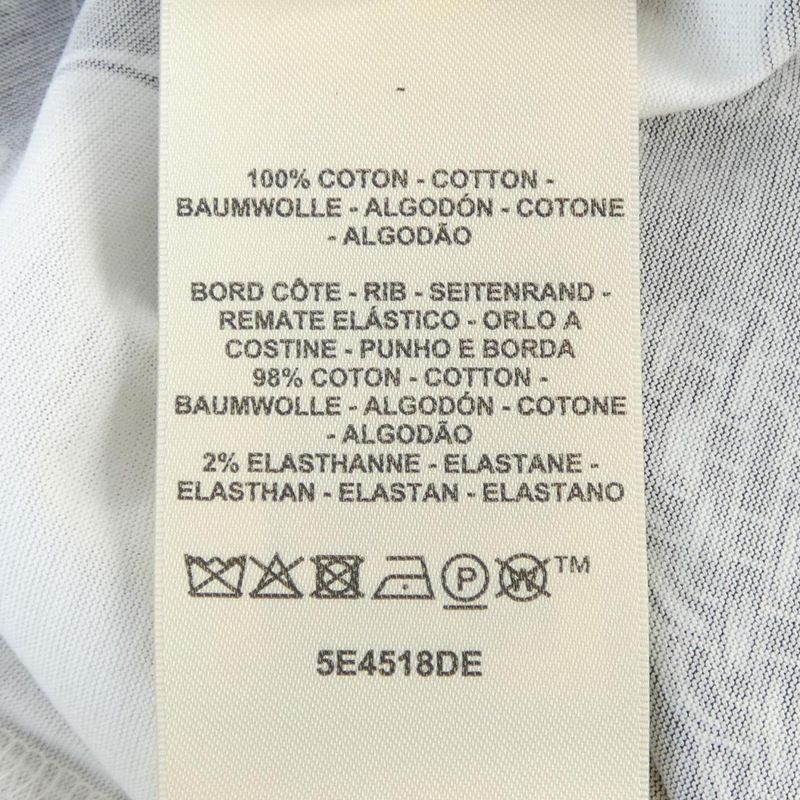 -
100% COTON - COTTON -
BAUMWOLLE - ALGODÓN - COTONE
- ALGODÃO
BORD CÔTE - RIB - SEITENRAND -
REMATE ELÁSTICO - ORLO A
COSTINE - PUNHO E BORDA
98% COTON - COTTON -
BAUMWOLLE - ALGODÓN - COTONE
- ALGODÃO
2% ELASTHANNE - ELASTANE -
ELASTHAN - ELASTAN - ELASTANO
P W TM
5E4518DE